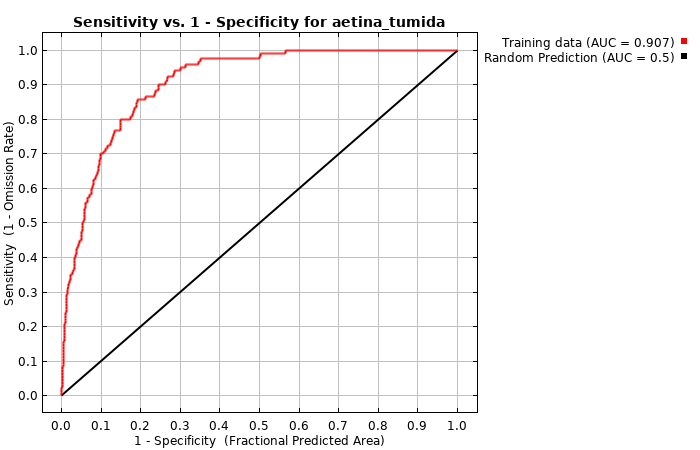 Sensitivity vs. 1 - Specificity for aetina_tumida
Training data (AUC = 0.907)
Random Prediction (AUC = 0.5)
Sensitivity (1 - Omission Rate)
1.0
0.9
0.8
0.7
0.6
0.5
0.4
0.3
0.2
0.1
0.0
0.0 0.1 0.2 0.3 0.4 0.5 0.6 0.7 0.8 0.9 1.0
1 - Specificity (Fractional Predicted Area)